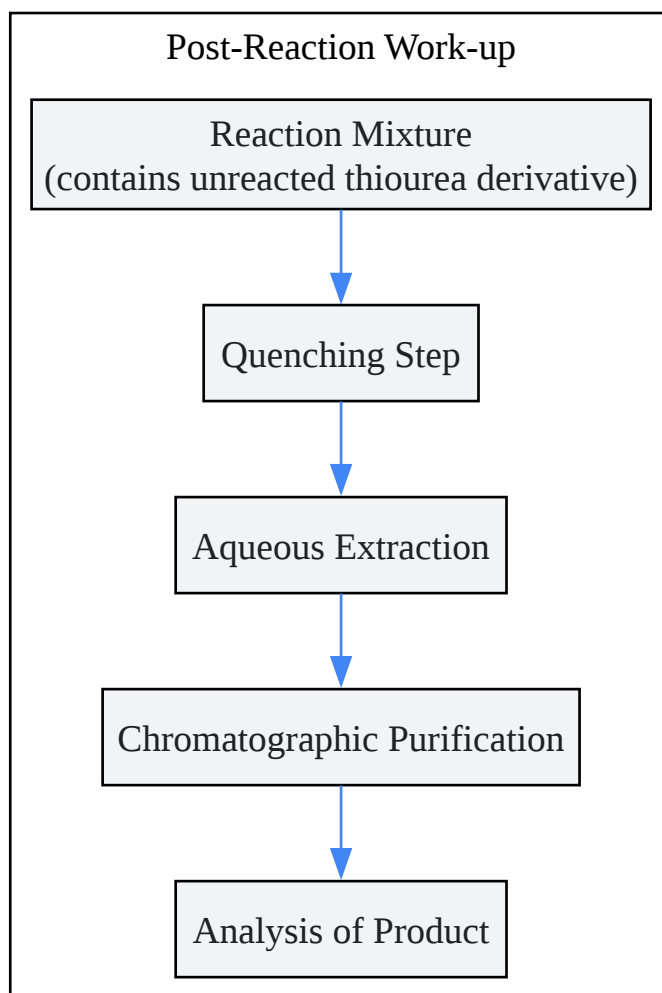 Post-Reaction Work-up
Reaction Mixture
(contains unreacted thiourea derivative)
Quenching Step
Aqueous Extraction
Chromatographic Purification
Analysis of Product